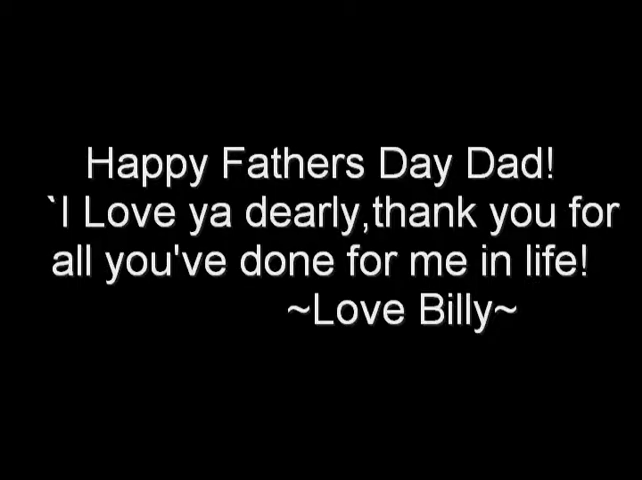 Happy Fathers Day Dad!
`I Love ya dearly,thank you for
all you've done for me in life!
~Love Billy~